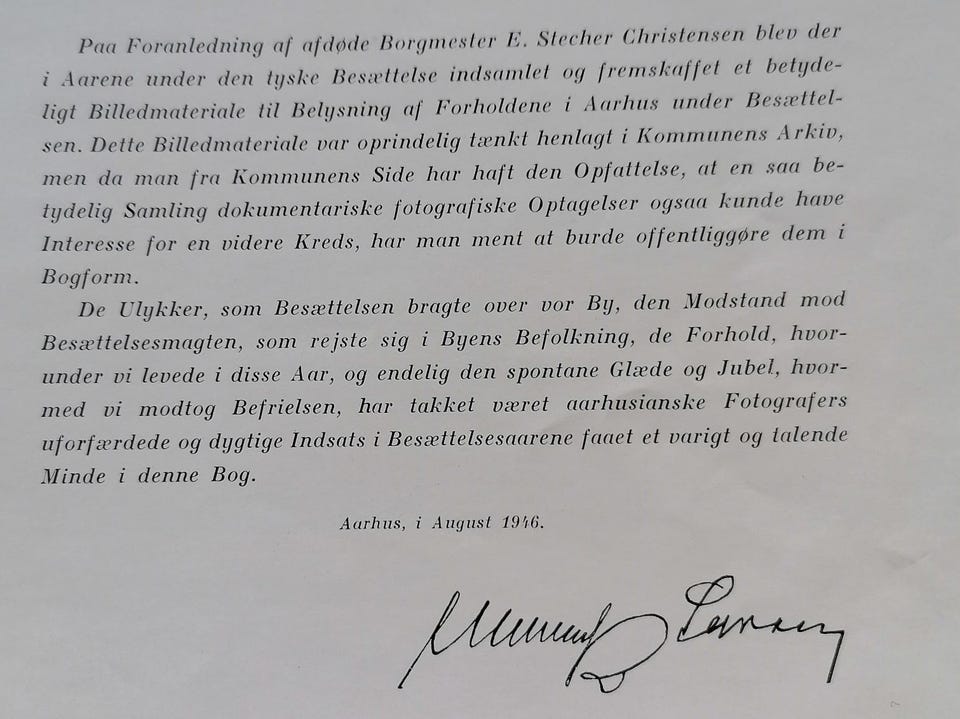 Paa Foranledning af afdøde Borgmester E. Stecher Christensen blev der
i Aarene under den tyske Besættelse indsamlet og fremskaffet et betyde-
ligt Billedmateriale til Belysning af Forholdene i Aarhus under Besættel-
sen. Dette Billedmateriale var oprindelig tænkt henlagt i Kommunens Arkiv,
men da man fra Kommunens Side har haft den Opfattelse, at en saa be-
tydelig Samling dokumentariske fotografiske Optagelser ogsaa kunde have
Interesse for en videre Kreds, har man ment at burde offentliggøre dem i
Bogform.
De Ulykker, som Besættelsen bragte over vor By, den Modstand mod
Besættelsesmagten, som rejste sig i Byens Befolkning, de Forhold, hvor-
under vi levede i disse Aar, og endelig den spontane Glæde og Jubel, hvor-
med vi modtog Befrielsen, har takket været aarhusianske Fotografers
uforfærdede og dygtige Indsats i Besættelsesaarene faaet et varigt og talende
Minde i denne Bog.
Aarhus, i August 1946.